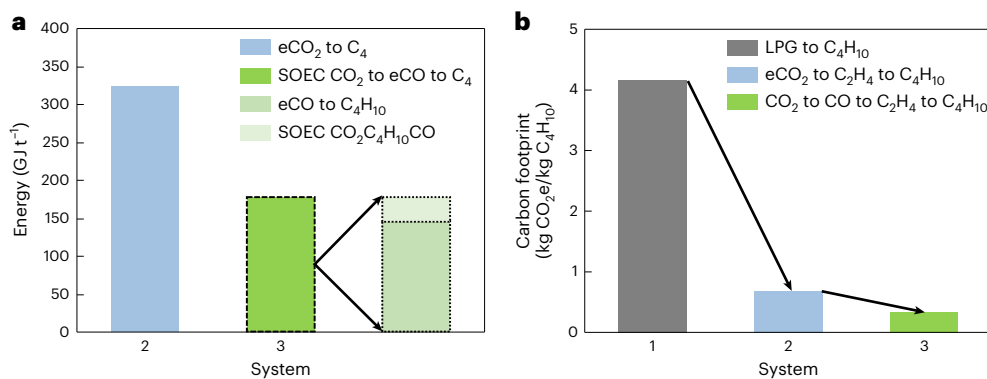 a
400
350
300
250
200
150
100
50
0
Energy (GJ t⁻¹)
eCO₂ to C₄
SOEC CO₂ to eCO to C₄
eCO to C₄H₁₀
SOEC CO₂C₄H₁₀CO
2
3
System
b
5
4
3
2
1
0
Carbon footprint
(kg CO₂e/kg C₄H₁₀)
LPG to C₄H₁₀
eCO₂ to C₂H₄ to C₄H₁₀
CO₂ to CO to C₂H₄ to C₄H₁₀
1
2
3
System